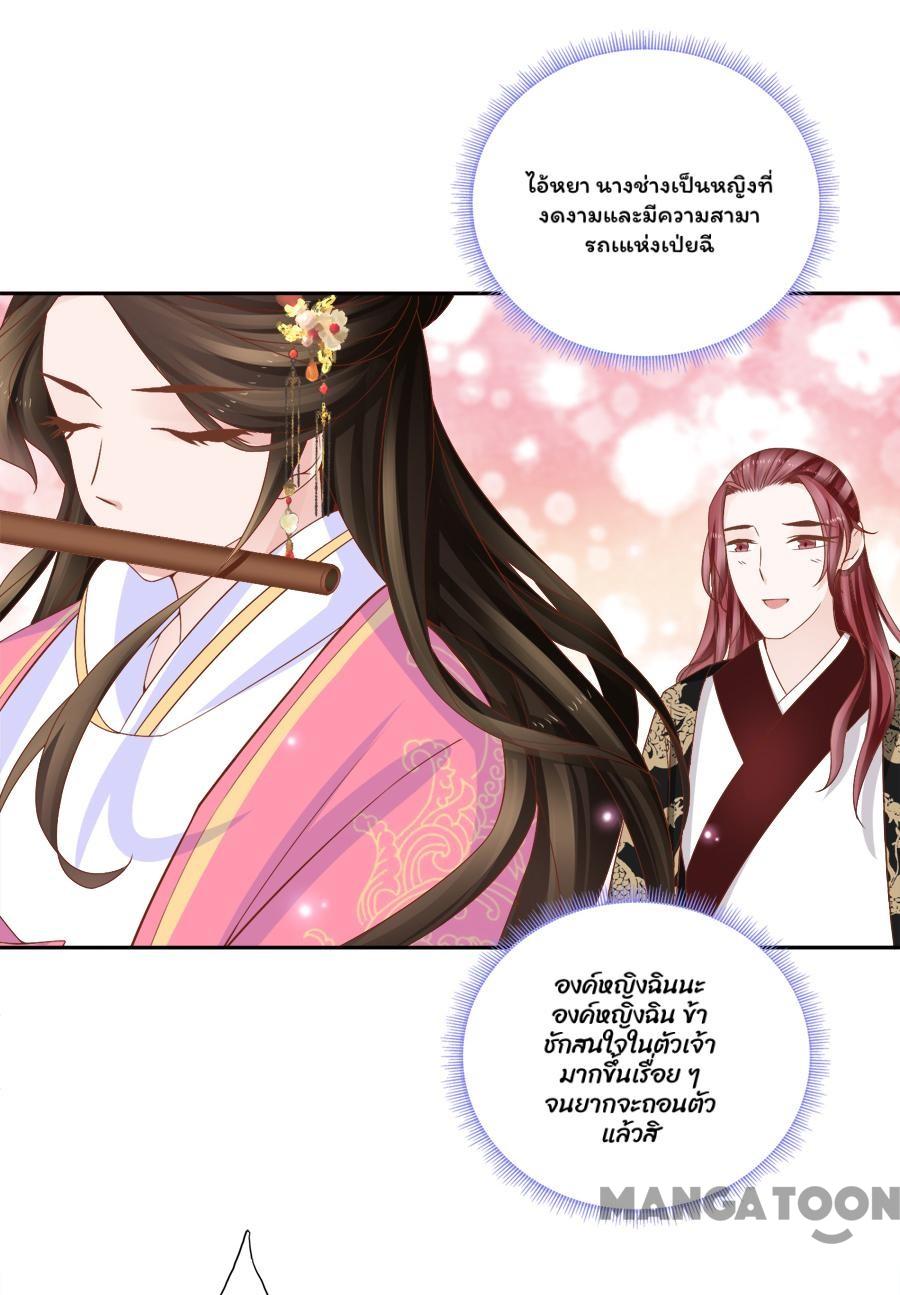 ไอ้หยา นางช่างเป็นหญิงที่
งดงามและมีความสามา
รถแห่งเป่ยฉี
องค์หญิงฉินนะ
องค์หญิงฉิน ข้า
ชักสนใจในตัวเจ้า
มากขึ้นเรื่อย ๆ
จนยากจะถอนตัว
แล้วสิ
MANGATOON